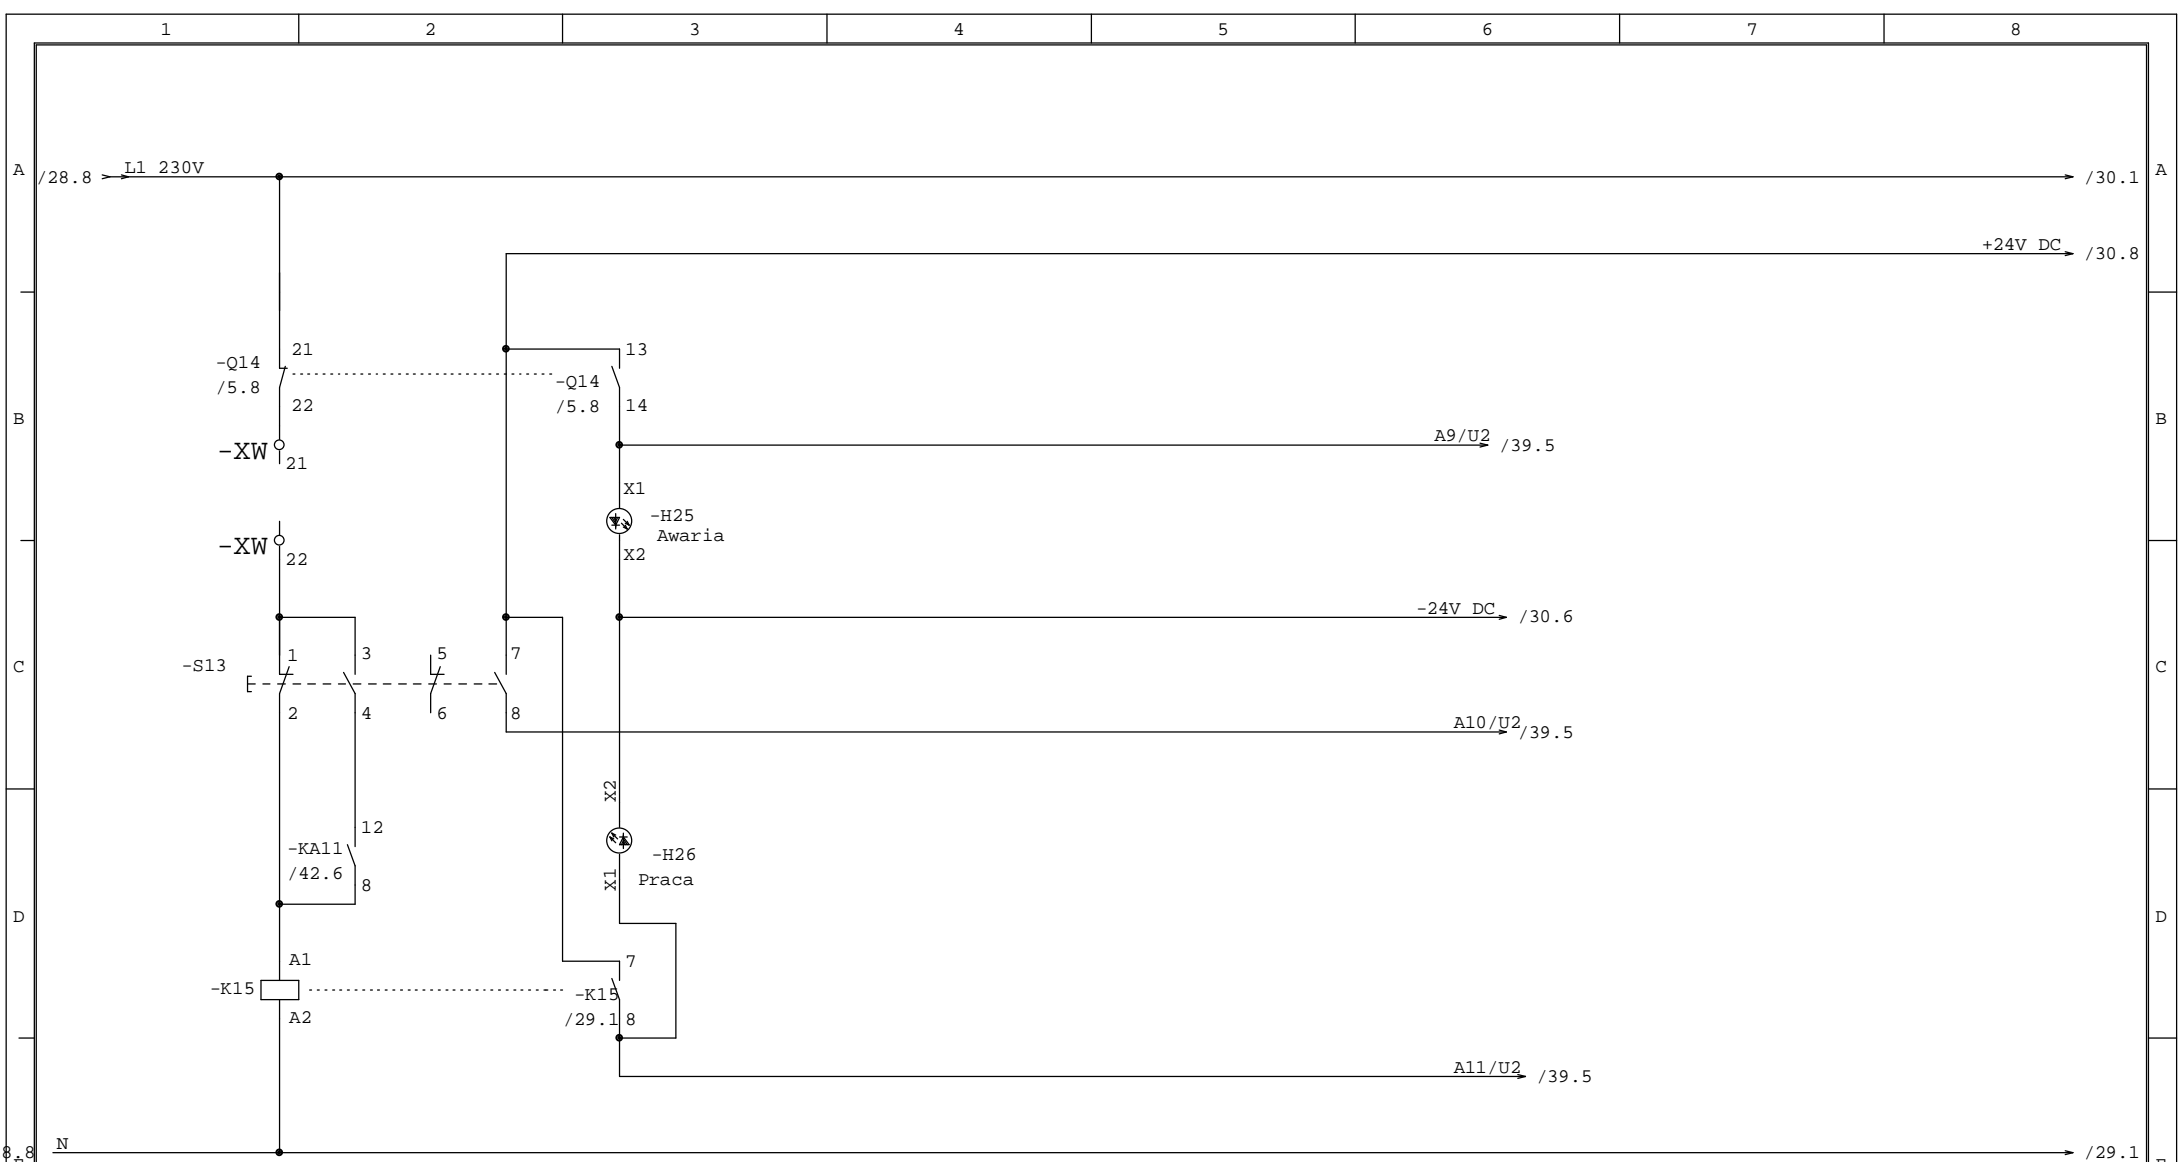 1 2 3 4 5 6 7 8
A /28.8 L1 230V /30.1 A
+24V DC /30.8
21 13
-Q14
/5.8
-Q14
/5.8
22 14
B B
A9/U2 /39.5
-XW
21
X1
-H25
Awaria
-XW
22
X2
-24V DC /30.6
-S13
1 3 5 7
C C
2 4 6 8
A10/U2 /39.5
X2
12
-KA11
/42.6
8
-H26
Praca
X1
D D
A1
7
-K15
-K15
/29.1 8
A2
A11/U2 /39.5
N
8.8 /29.1